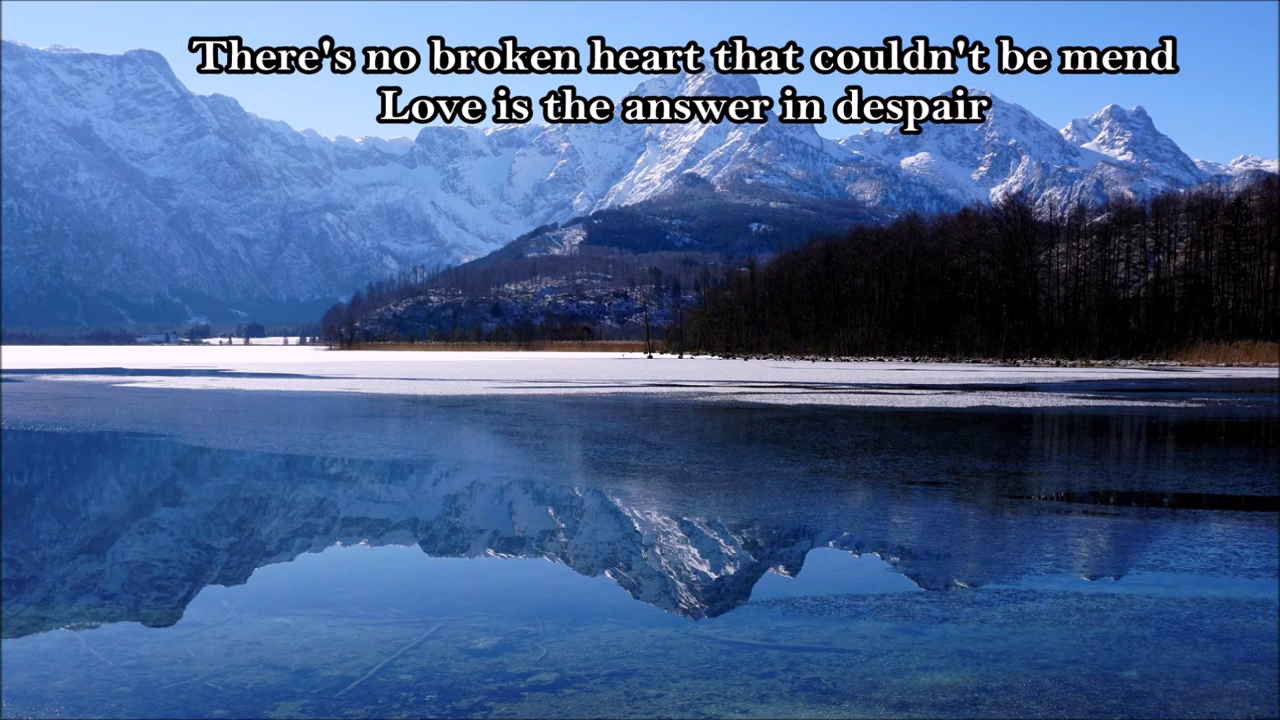 There's no broken heart that couldn't be mend
Love is the answer in despair